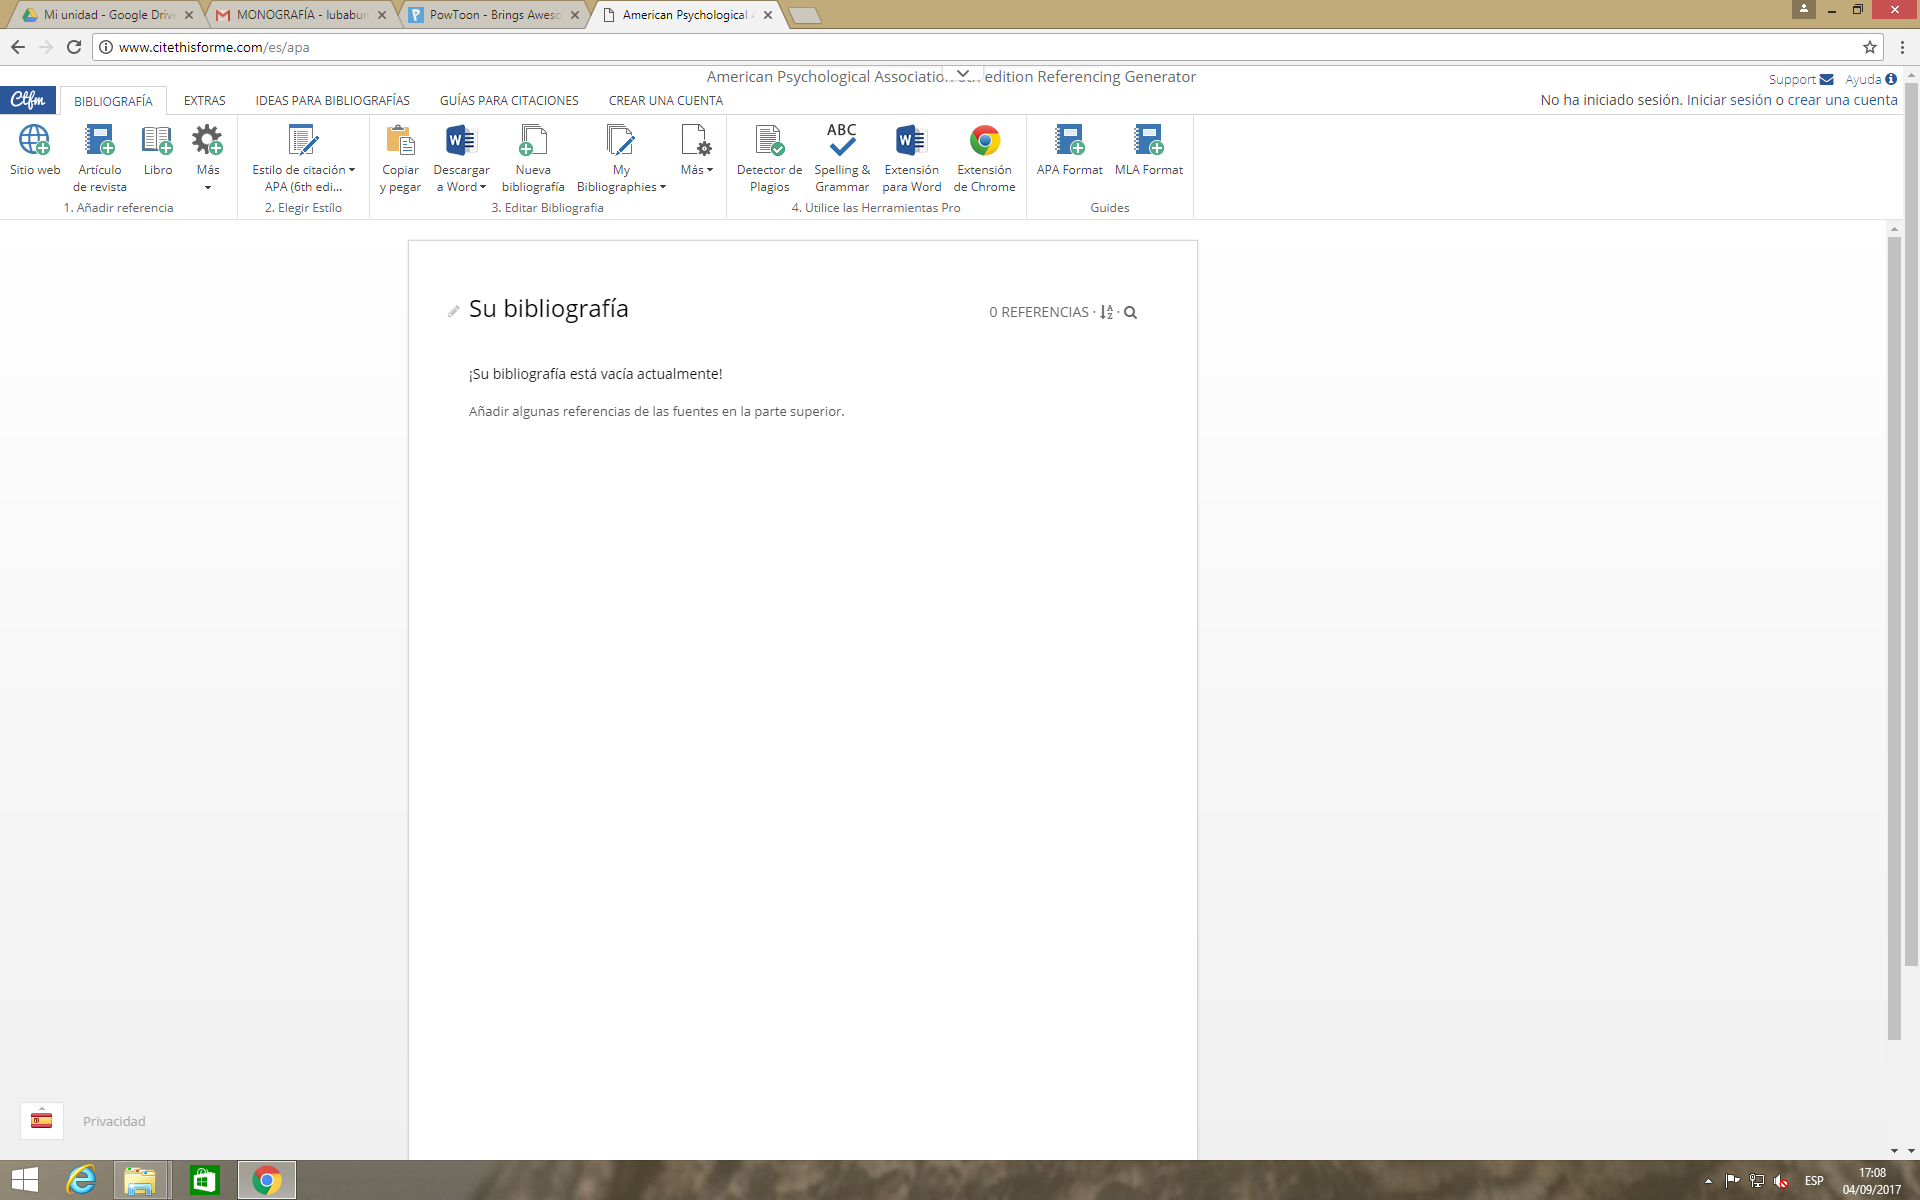 Mi unidad - Google Drive
MONOGRAFÍA - lubabun
PowToon - Brings Aweso
American Psychological A
www.citethisforme.com/es/apa
American Psychological Association edition Referencing Generator
Support Ayuda
Ctfm BIBLIOGRAFÍA EXTRAS IDEAS PARA BIBLIOGRAFÍAS GUÍAS PARA CITACIONES CREAR UNA CUENTA
No ha iniciado sesión. Iniciar sesión o crear una cuenta
Sitio web
Artículo
de revista
Libro
Más
1. Añadir referencia
Estilo de citación
APA (6th edi...
2. Elegir Estílo
Copiar
y pegar
Descargar
a Word
Nueva
bibliografía
My
Bibliographies
Más
3. Editar Bibliografia
ABC
Detector de
Plagios
Spelling &
Grammar
Extensión
para Word
Extensión
de Chrome
4. Utilice las Herramientas Pro
APA Format
MLA Format
Guides
Su bibliografía
0 REFERENCIAS ·  ·
¡Su bibliografía está vacía actualmente!
Añadir algunas referencias de las fuentes en la parte superior.
Privacidad
ESP
17:08
04/09/2017